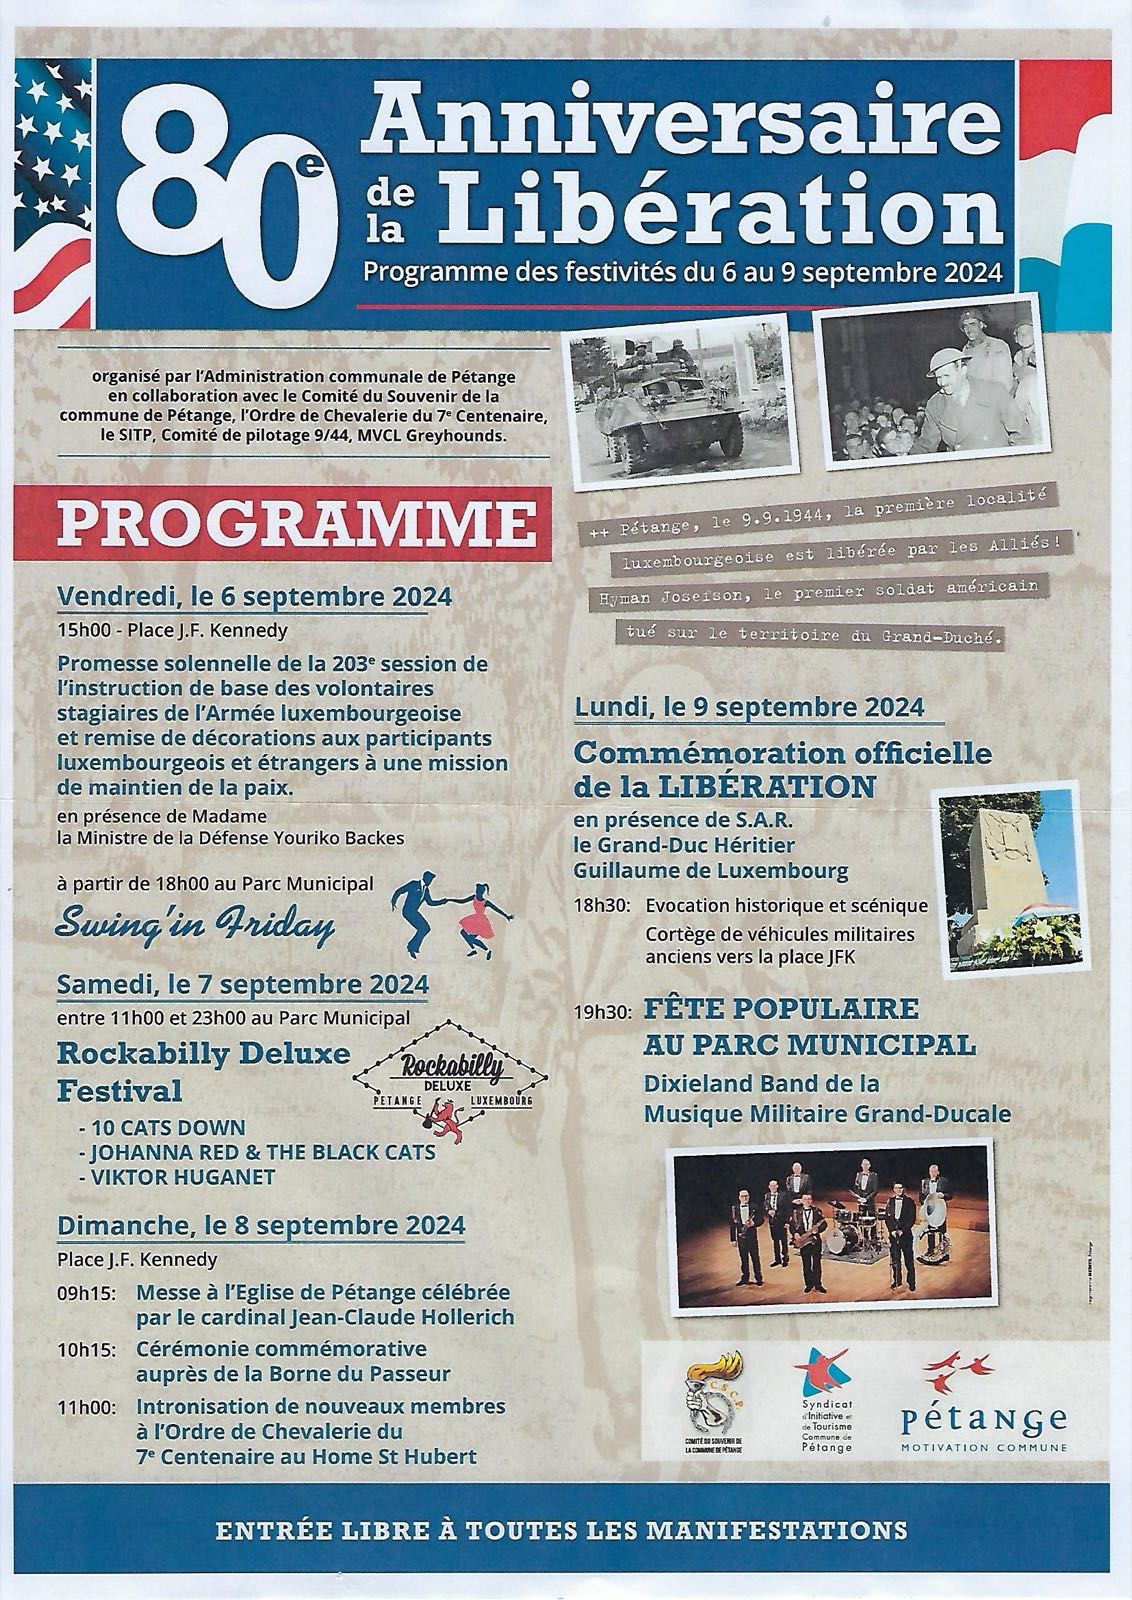 80e
Anniversaire
de la Libération
Programme des festivités du 6 au 9 septembre 2024
organisé par l'Administration communale de Pétange
en collaboration avec le Comité du Souvenir de la
commune de Pétange, l'Ordre de Chevalerie du 7e Centenaire,
le SITP, Comité de pilotage 9/44, MVCL Greyhounds.
++ Pétange, le 9.9.1944, la première localité
luxembourgeoise est libérée par les Alliés!
Hyman Josefson, le premier soldat américain
tué sur le territoire du Grand-Duché.
PROGRAMME
Vendredi, le 6 septembre 2024
15h00 - Place J.F. Kennedy
Promesse solennelle de la 203e session de
l'instruction de base des volontaires
stagiaires de l'Armée luxembourgeoise
et remise de décorations aux participants
luxembourgeois et étrangers à une mission
de maintien de la paix.
en présence de Madame
la Ministre de la Défense Youriko Backes
à partir de 18h00 au Parc Municipal
Swing'in Friday
Samedi, le 7 septembre 2024
entre 11h00 et 23h00 au Parc Municipal
Rockabilly Deluxe
Festival
Rockabilly
DELUXE
PETANGE LUXEMBOURG
- 10 CATS DOWN
- JOHANNA RED & THE BLACK CATS
- VIKTOR HUGANET
Dimanche, le 8 septembre 2024
Place J.F. Kennedy
09h15: Messe à l'Eglise de Pétange célébrée
par le cardinal Jean-Claude Hollerich
10h15: Cérémonie commémorative
auprès de la Borne du Passeur
11h00: Intronisation de nouveaux membres
à l'Ordre de Chevalerie du
7e Centenaire au Home St Hubert
Lundi, le 9 septembre 2024
Commémoration officielle
de la LIBÉRATION
en présence de S.A.R.
le Grand-Duc Héritier
Guillaume de Luxembourg
18h30: Evocation historique et scénique
Cortège de véhicules militaires
anciens vers la place JFK
19h30: FÊTE POPULAIRE
AU PARC MUNICIPAL
Dixieland Band de la
Musique Militaire Grand-Ducale
C.S.C.P.
COMITÉ DU SOUVENIR DE
LA COMMUNE DE PÉTANGE
Syndicat
d'Initiative et
de Tourisme
Commune de
Pétange
pétange
MOTIVATION COMMUNE
ENTRÉE LIBRE À TOUTES LES MANIFESTATIONS